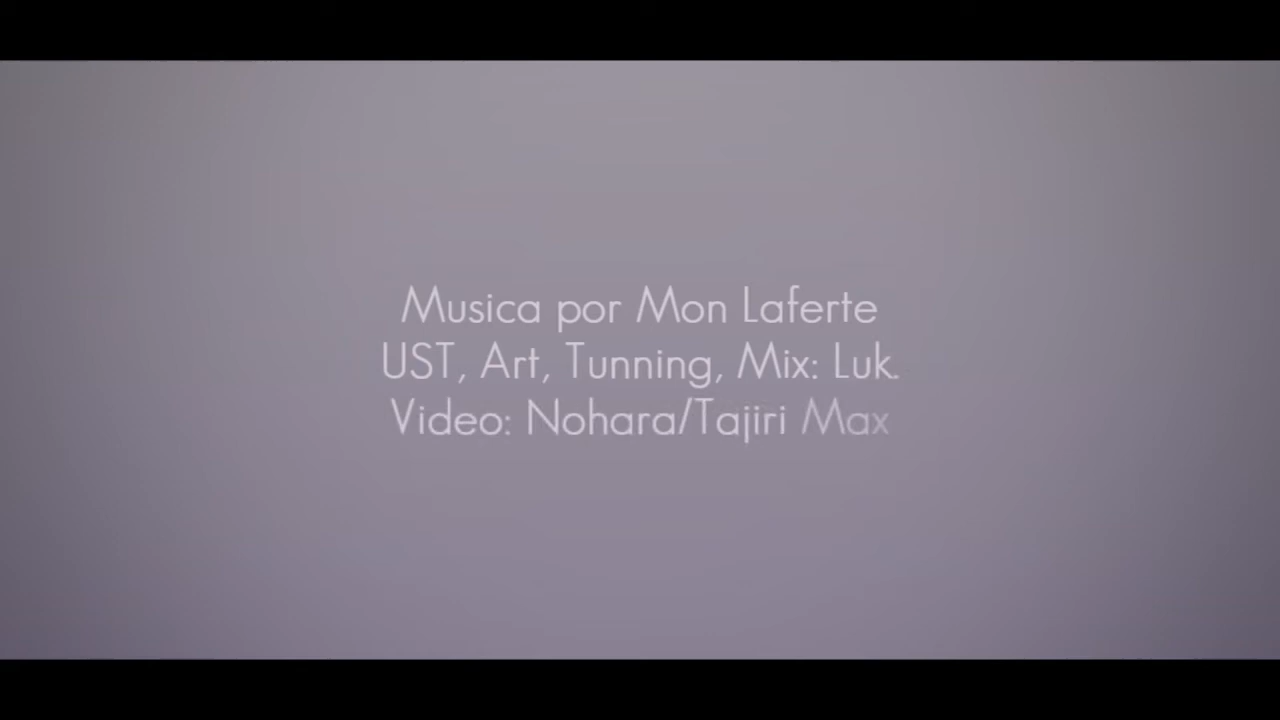 Musica por Mon Laferte
UST, Art, Tunning, Mix: Luk.
Video: Nohara/Tajiri Max